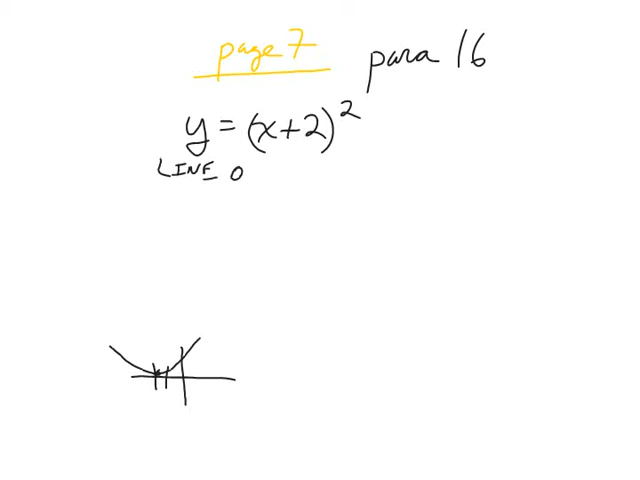 page 7 para 16
y = (x+2)²
LINE 0